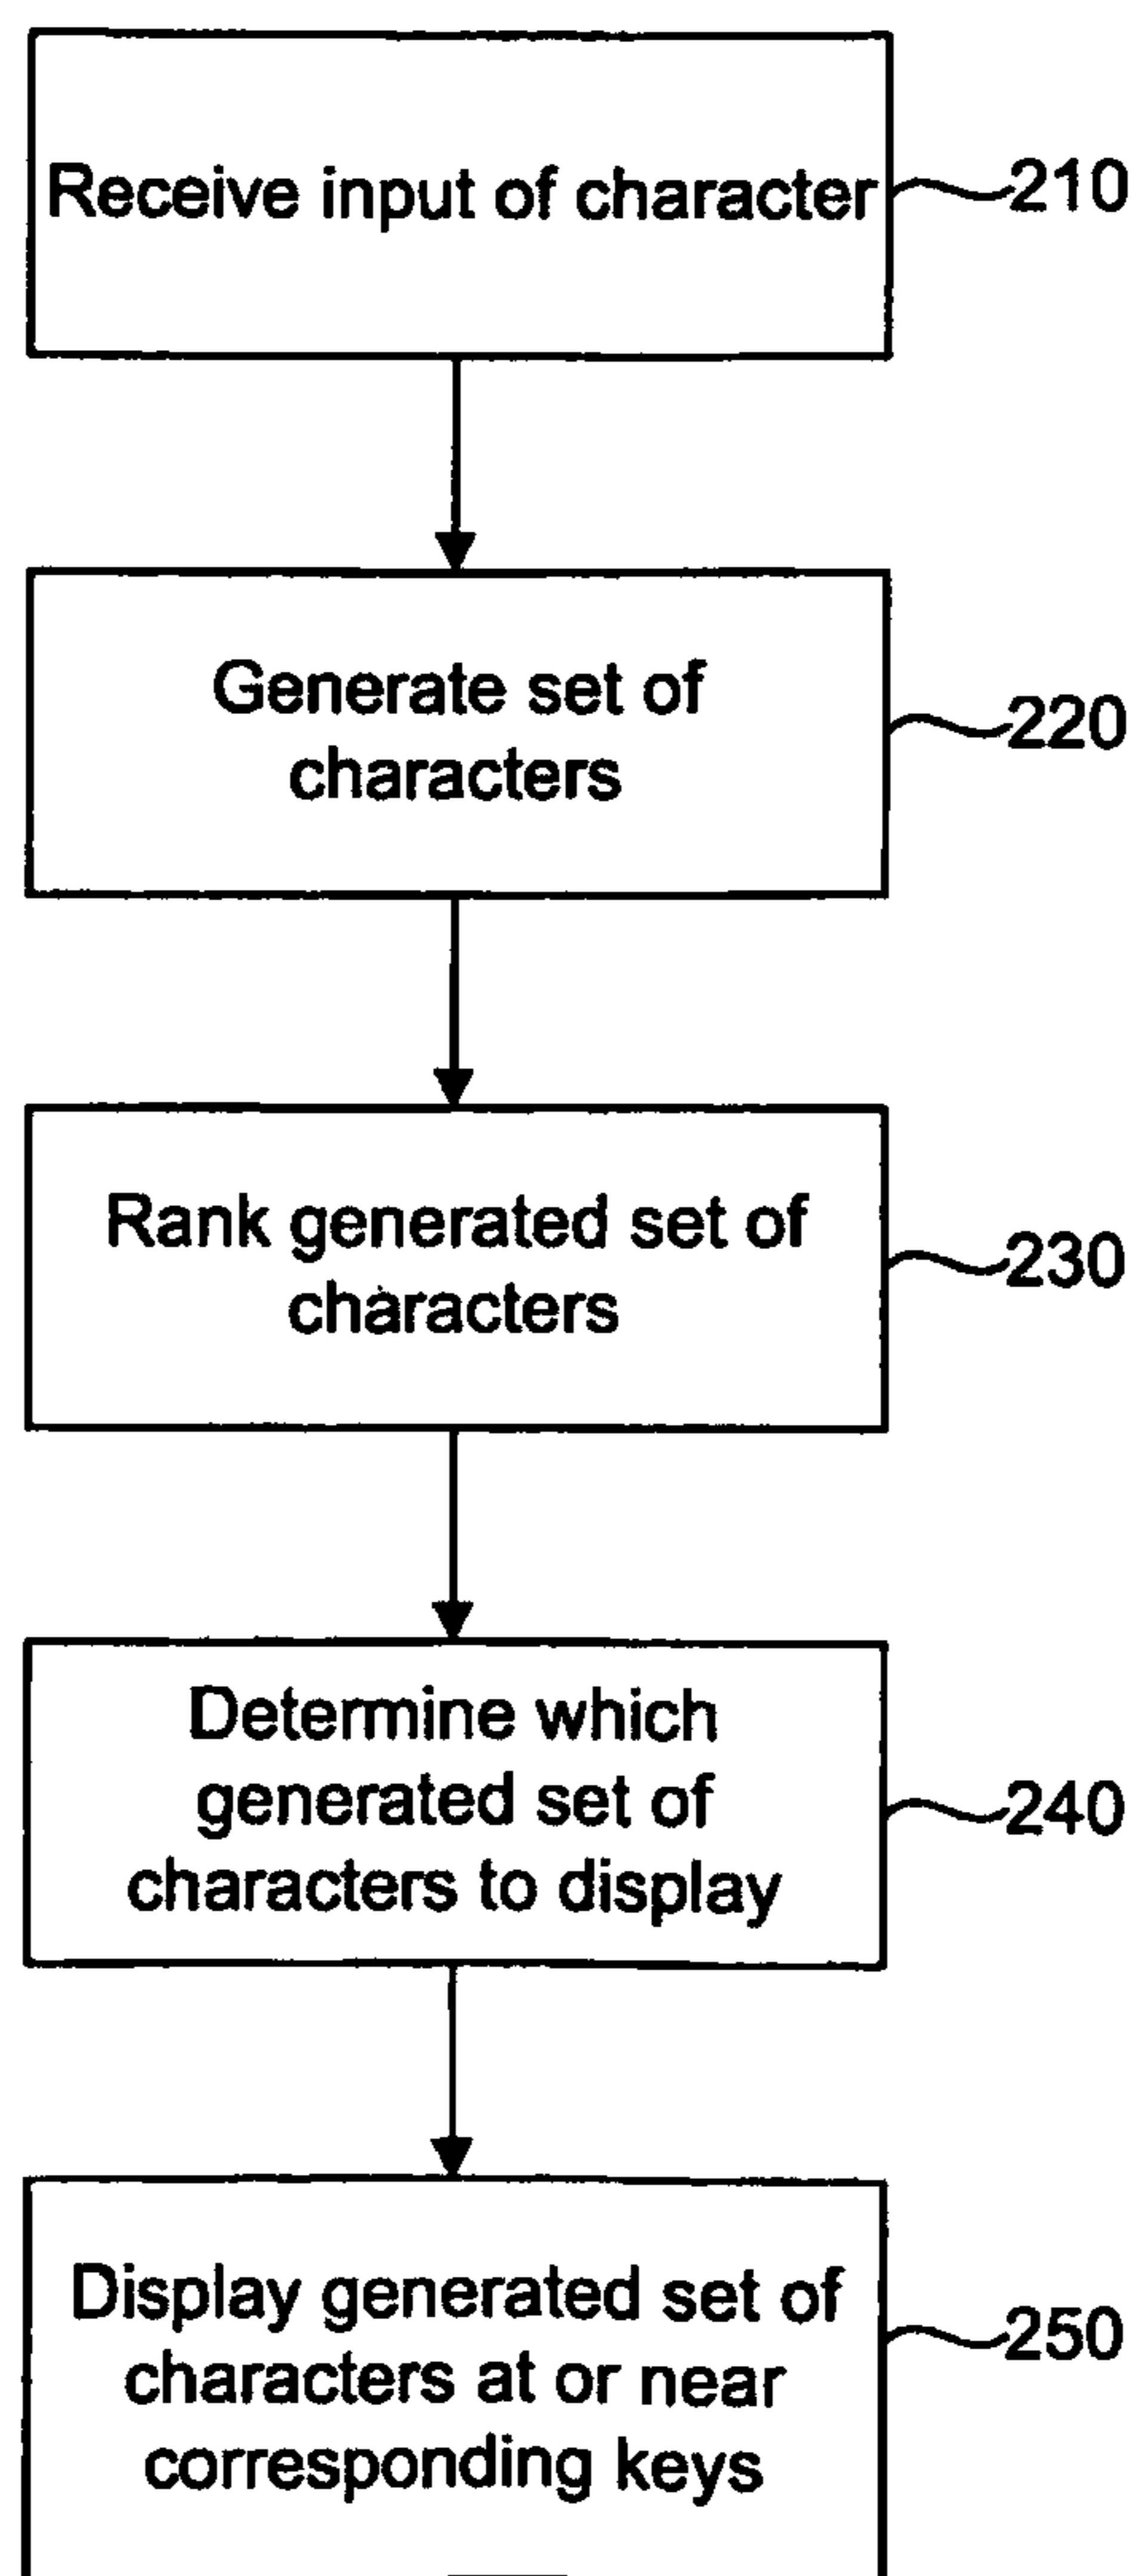 Receive input of character
210
Generate set of
characters
220
Rank generated set of
characters
230
Determine which
generated set of
characters to display
240
Display generated set of
characters at or near
corresponding keys
250